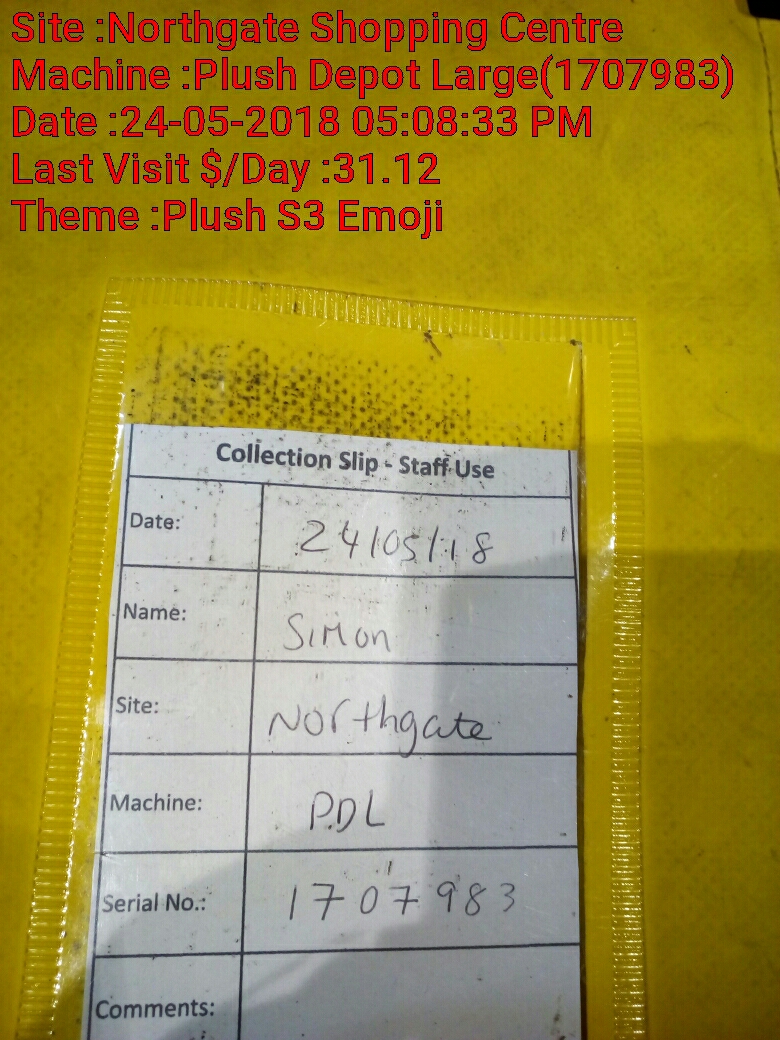 Site :Northgate Shopping Centre
Machine :Plush Depot Large(1707983)
Date :24-05-2018 05:08:33 PM
Last Visit $/Day :31.12
Theme :Plush S3 Emoji
Collection Slip - Staff Use
Date: 24/05/18
Name: Simon
Site: Northgate
Machine: PDL
Serial No.: 1707983
Comments: